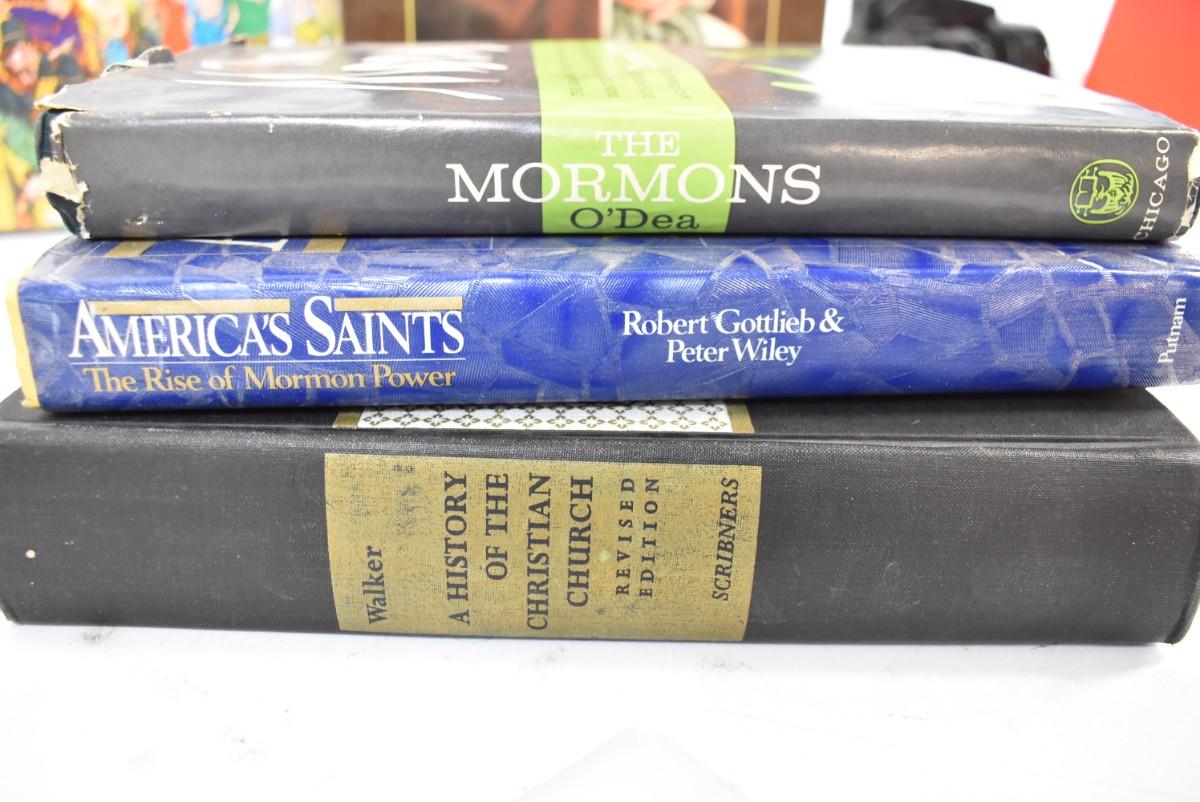 THE
MORMONS
O'Dea
CHICAGO
AMERICA'S SAINTS
The Rise of Mormon Power
Robert Gottlieb &
Peter Wiley
Putnam
Walker
A HISTORY
OF THE
CHRISTIAN
CHURCH
REVISED
EDITION
SCRIBNERS